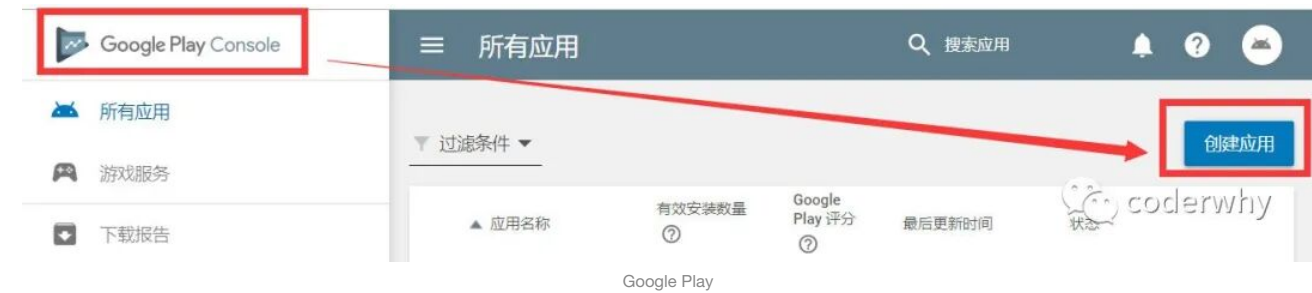 Google Play Console
所有应用
搜索应用
所有应用
过滤条件
创建应用
游戏服务
下载报告
应用名称
有效安装数量
Google
Play 评分
最后更新时间
状态
coderwhy
Google Play